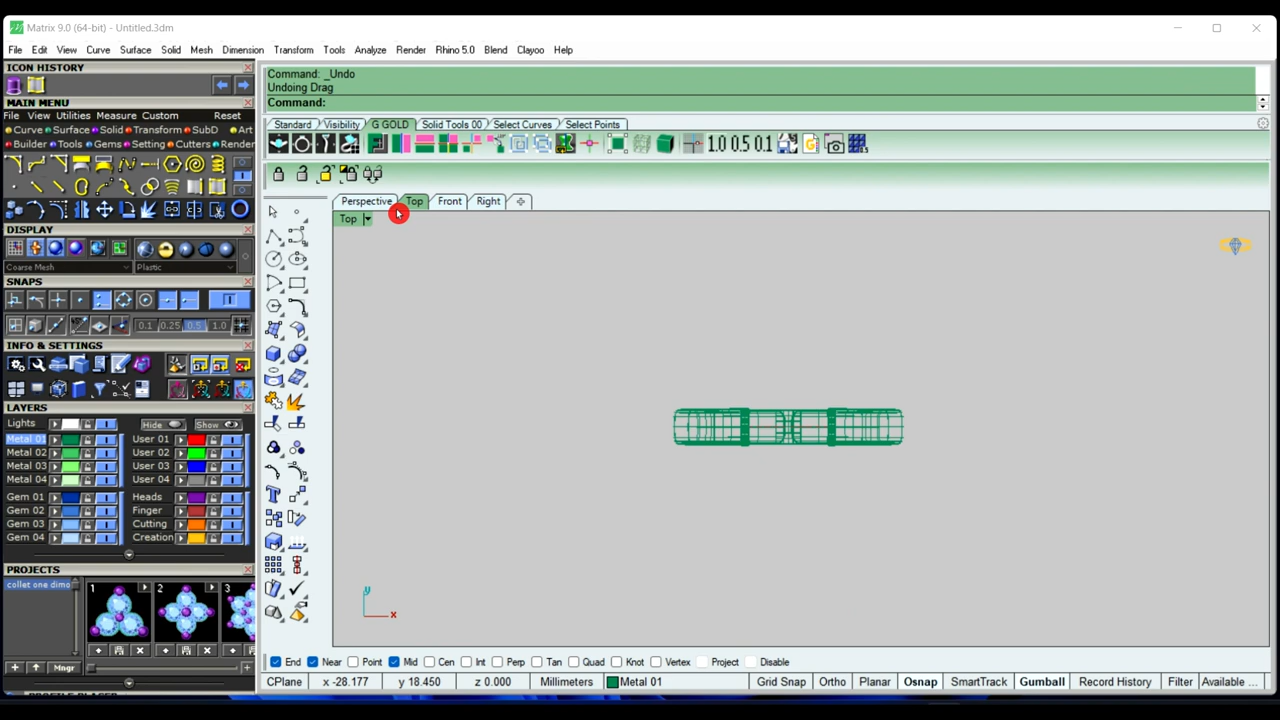 Matrix 9.0 (64-bit) - Untitled.3dm
File Edit View Curve Surface Solid Mesh Dimension Transform Tools Analyze Render Rhino 5.0 Blend Clayoo Help
ICON HISTORY
Command: _Undo
Undoing Drag
Command:
MAIN MENU
File View Utilities Measure Custom Reset
Curve Surface Solid Transform SubD Art
Builder Tools Gems Setting Cutters Render
Standard Visibility G GOLD Solid Tools 00 Select Curves Select Points
1.0 0.5 0.1
Perspective Top Front Right
Top
DISPLAY
Coarse Mesh Plastic
SNAPS
0.1 0.25 0.5 1.0
INFO & SETTINGS
LAYERS
Lights Hide Show
Metal 01 User 01
Metal 02 User 02
Metal 03 User 03
Metal 04 User 04
Gem 01 Heads
Gem 02 Finger
Gem 03 Cutting
Gem 04 Creation
PROJECTS
collet one dimo
1 2 3
Mngr
y
x
End Near Point Mid Cen Int Perp Tan Quad Knot Vertex Project Disable
CPlane x -28.177 y 18.450 z 0.000 Millimeters Metal 01 Grid Snap Ortho Planar Osnap SmartTrack Gumball Record History Filter Available ...